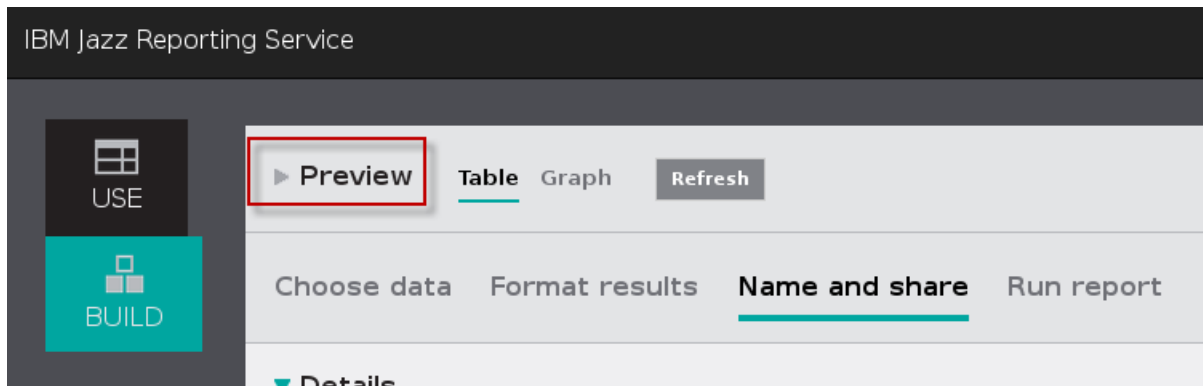 IBM Jazz Reporting Service
USE
Preview Table Graph Refresh
BUILD
Choose data Format results Name and share Run report
Details